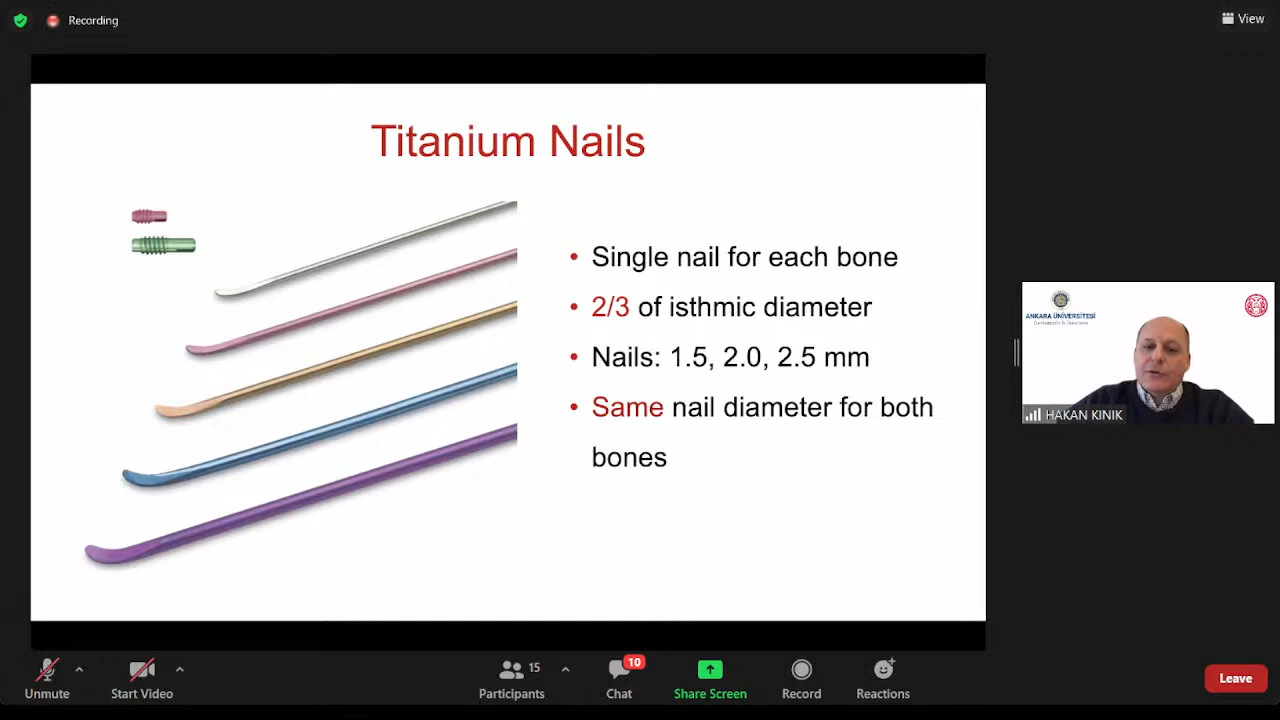 Recording
View
Titanium Nails
• Single nail for each bone
• 2/3 of isthmic diameter
• Nails: 1.5, 2.0, 2.5 mm
• Same nail diameter for both
bones
ANKARA ÜNİVERSİTESİ
HAKAN KINIK
Unmute
Start Video
15
Participants
10
Chat
Share Screen
Record
Reactions
Leave